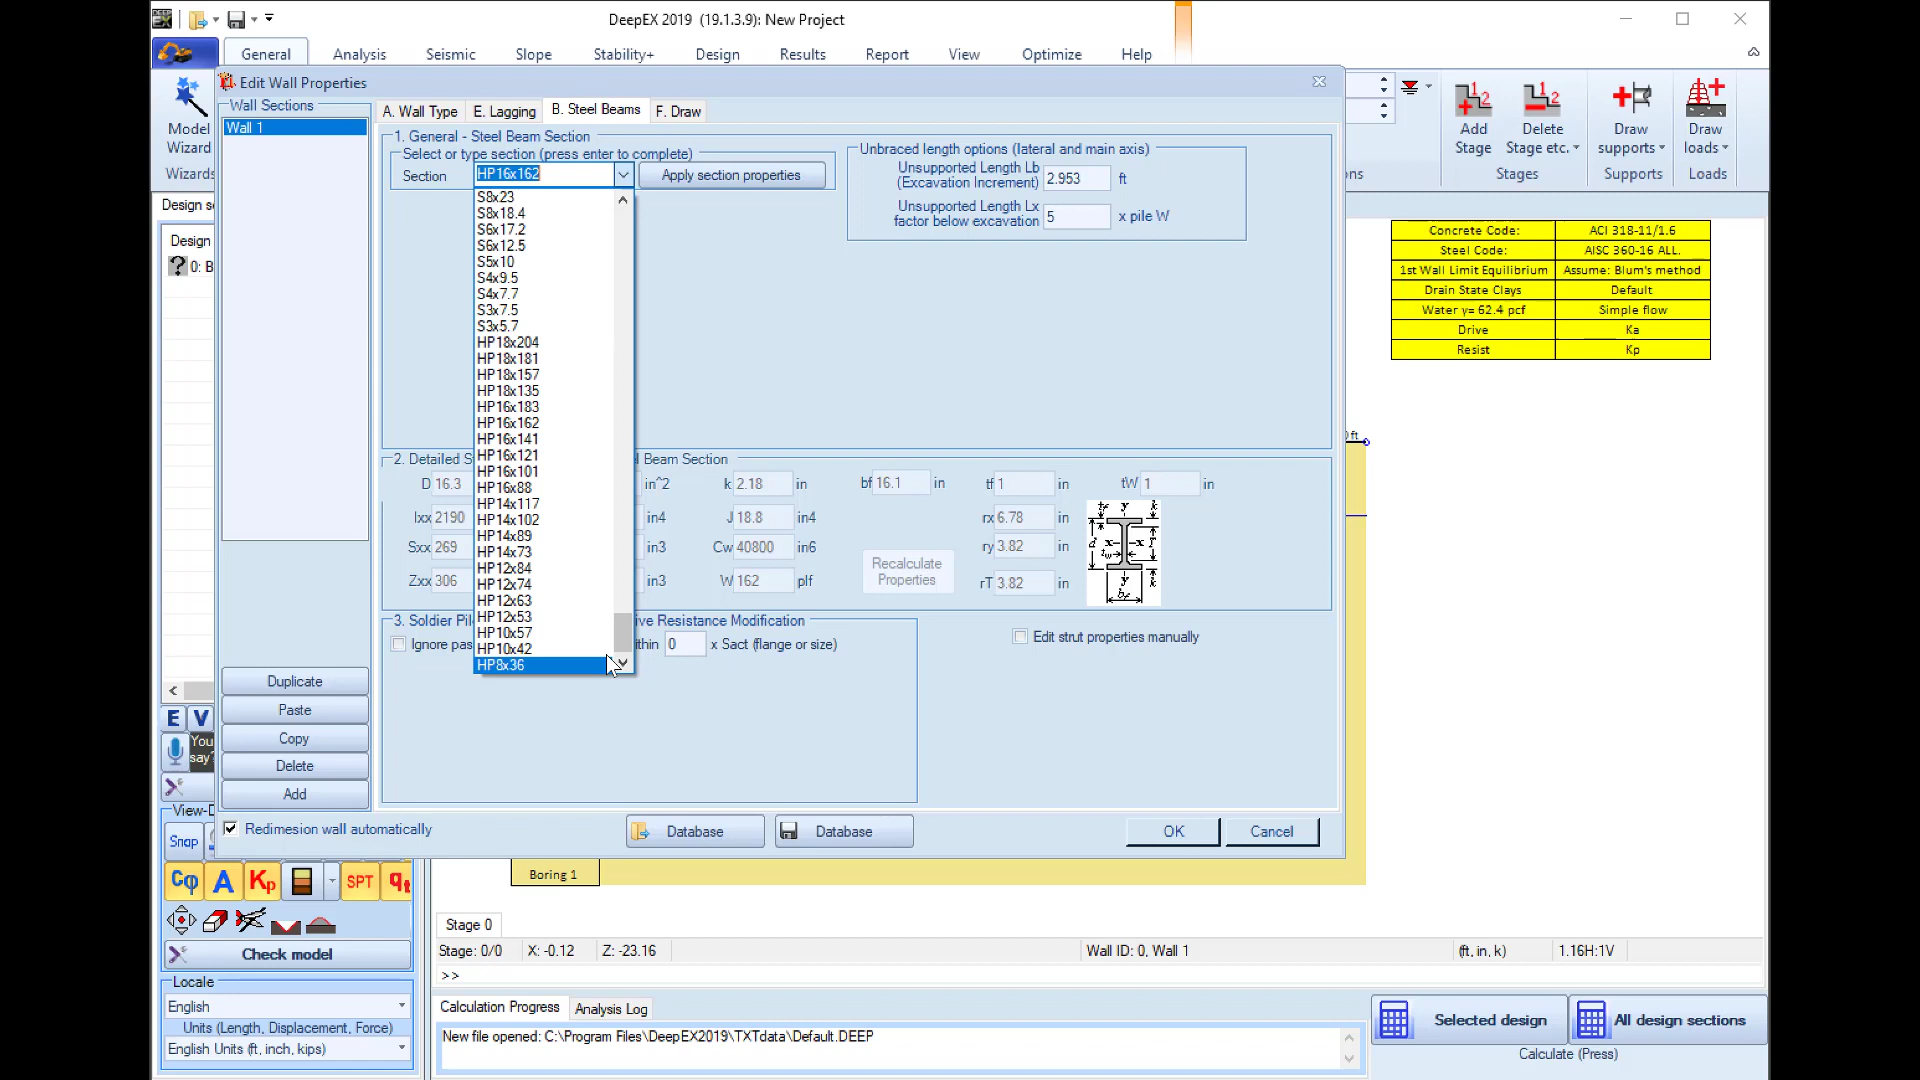 DeepEX 2019 (19.1.3.9): New Project
General
Analysis
Seismic
Slope
Stability+
Design
Results
Report
View
Optimize
Help
Model
Wizard
Wizards
Add
Stage
Delete
Stage etc.
Stages
Draw
supports
Supports
Draw
loads
Loads
Edit Wall Properties
Wall Sections
Wall 1
A. Wall Type
E. Lagging
B. Steel Beams
F. Draw
1. General - Steel Beam Section
Select or type section (press enter to complete)
Section
HP16x162
Apply section properties
Unbraced length options (lateral and main axis)
Unsupported Length Lb
(Excavation Increment)
2.953
ft
Unsupported Length Lx
factor below excavation
5
x pile W
S8x23
S8x18.4
S6x17.2
S6x12.5
S5x10
S4x9.5
S4x7.7
S3x7.5
S3x5.7
HP18x204
HP18x181
HP18x157
HP18x135
HP16x183
HP16x162
HP16x141
HP16x121
HP16x101
HP16x88
HP14x117
HP14x102
HP14x89
HP14x73
HP12x84
HP12x74
HP12x63
HP12x53
HP10x57
HP10x42
HP8x36
Design
0: B
Concrete Code: ACI 318-11/1.6
Steel Code: AISC 360-16 ALL.
1st Wall Limit Equilibrium Assume: Blum's method
Drain State Clays Default
Water γ= 62.4 pcf Simple flow
Drive Ka
Resist Kp
0 ft
2. Detailed S
l Beam Section
D 16.3
in^2
k 2.18 in
bf 16.1 in
tf 1 in
tW 1 in
Ixx 2190
in4
J 18.8 in4
rx 6.78 in
Sxx 269
in3
Cw 40800 in6
ry 3.82 in
Zxx 306
in3
W 162 plf
rT 3.82 in
Recalculate
Properties
3. Soldier Pil
ive Resistance Modification
Ignore pas
ithin 0 x Sact (flange or size)
Edit strut properties manually
Duplicate
Paste
Copy
Delete
Add
Redimesion wall automatically
Database
Database
OK
Cancel
E V
You
say?
Snap
Cφ A Kp SPT qt
Check model
Locale
English
Units (Length, Displacement, Force)
English Units (ft, inch, kips)
Boring 1
Stage 0
Stage: 0/0
X: -0.12
Z: -23.16
Wall ID: 0, Wall 1
(ft, in, k)
1.16H:1V
>>
Calculation Progress
Analysis Log
New file opened: C:\Program Files\DeepEX2019\TXTdata\Default.DEEP
Selected design
All design sections
Calculate (Press)